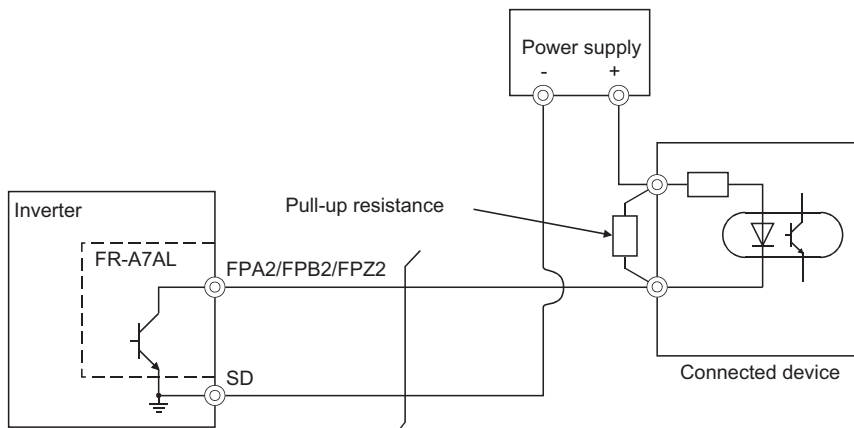 Power supply
- +
Inverter
Pull-up resistance
FR-A7AL
FPA2/FPB2/FPZ2
SD
Connected device